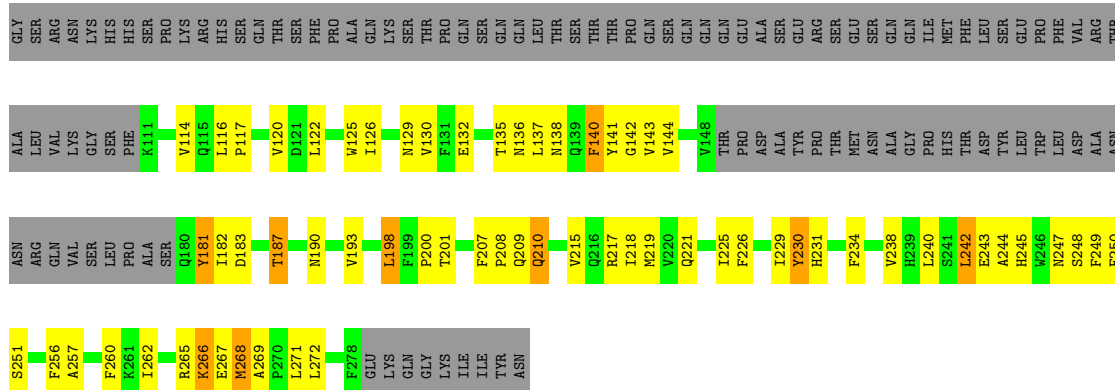 GLY SER ARG ASN LYS HIS HIS SER PRO LYS ARG HIS SER GLN THR SER PHE PRO ALA GLN LYS SER THR PRO GLN SER GLN GLN LEU THR SER THR THR PRO GLN SER GLN GLN GLN GLU ALA SER GLU ARG SER GLU SER GLN GLN ILE MET PHE LEU SER GLU PRO PHE VAL ARG
ALA LEU VAL LYS GLY SER PHE K111 V114 Q115 L116 P117 V120 D121 L122 W125 I126 N129 V130 F131 E132 T135 N136 L137 N138 Q139 F140 Y141 G142 V143 V144 V148 THR PRO ASP ALA TYR PRO THR MET ASN ALA GLY PRO HIS THR ASP TYR LEU TRP LEU ASP ALA
ASN ARG GLN VAL SER LEU PRO ALA SER Q180 Y181 I182 D183 T187 N190 V193 L198 F199 P200 T201 F207 P208 Q209 Q210 V215 Q216 R217 I218 M219 V220 Q221 I225 F226 I229 Y230 H231 F234 V238 H239 L240 S241 L242 E243 A244 H245 W246 N247 S248 F249
S251 F256 A257 F260 K261 I262 R265 K266 E267 M268 A269 P270 L271 L272 F278 GLU LYS GLN GLY LYS ILE ILE TYR ASN